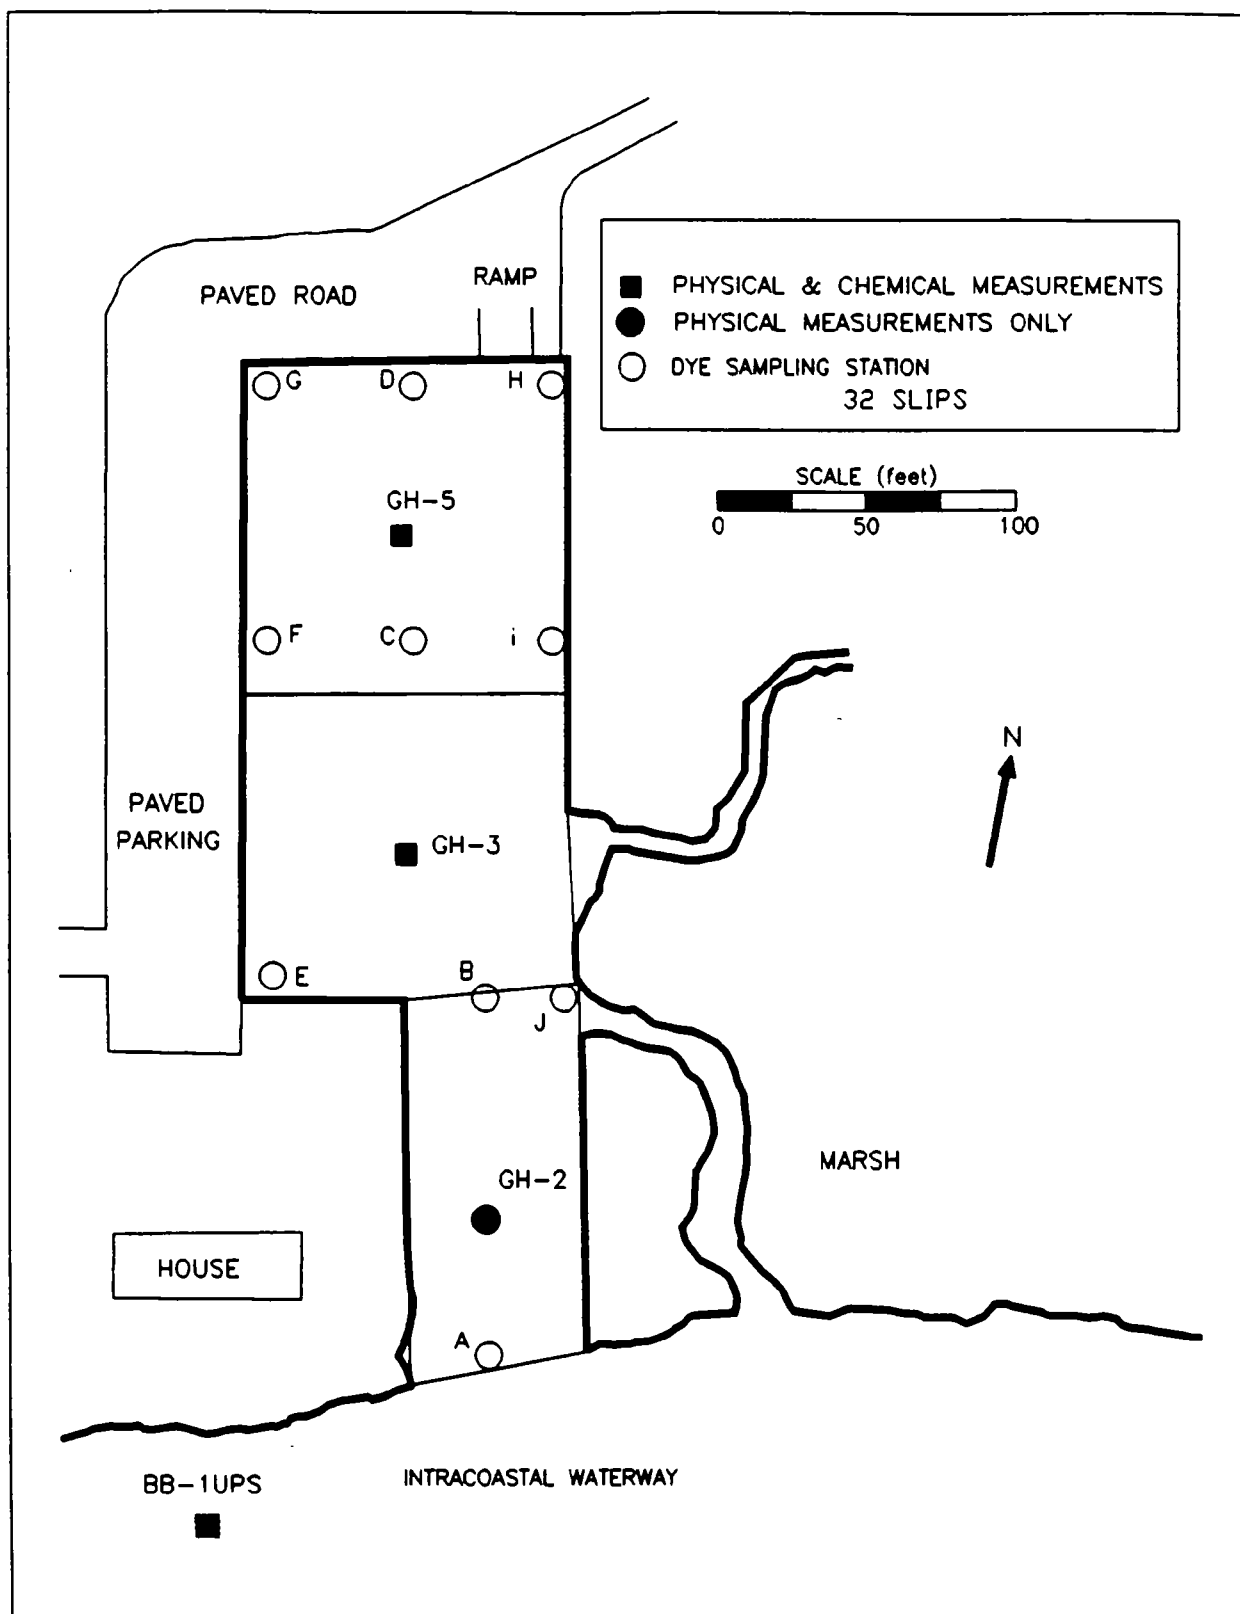 RAMP
PAVED ROAD
PHYSICAL & CHEMICAL MEASUREMENTS
PHYSICAL MEASUREMENTS ONLY
DYE SAMPLING STATION
32 SLIPS
G
D
H
SCALE (feet)
0 50 100
GH-5
F
C
i
N
PAVED
PARKING
GH-3
E
B
J
MARSH
GH-2
HOUSE
A
BB-1UPS
INTRACOASTAL WATERWAY